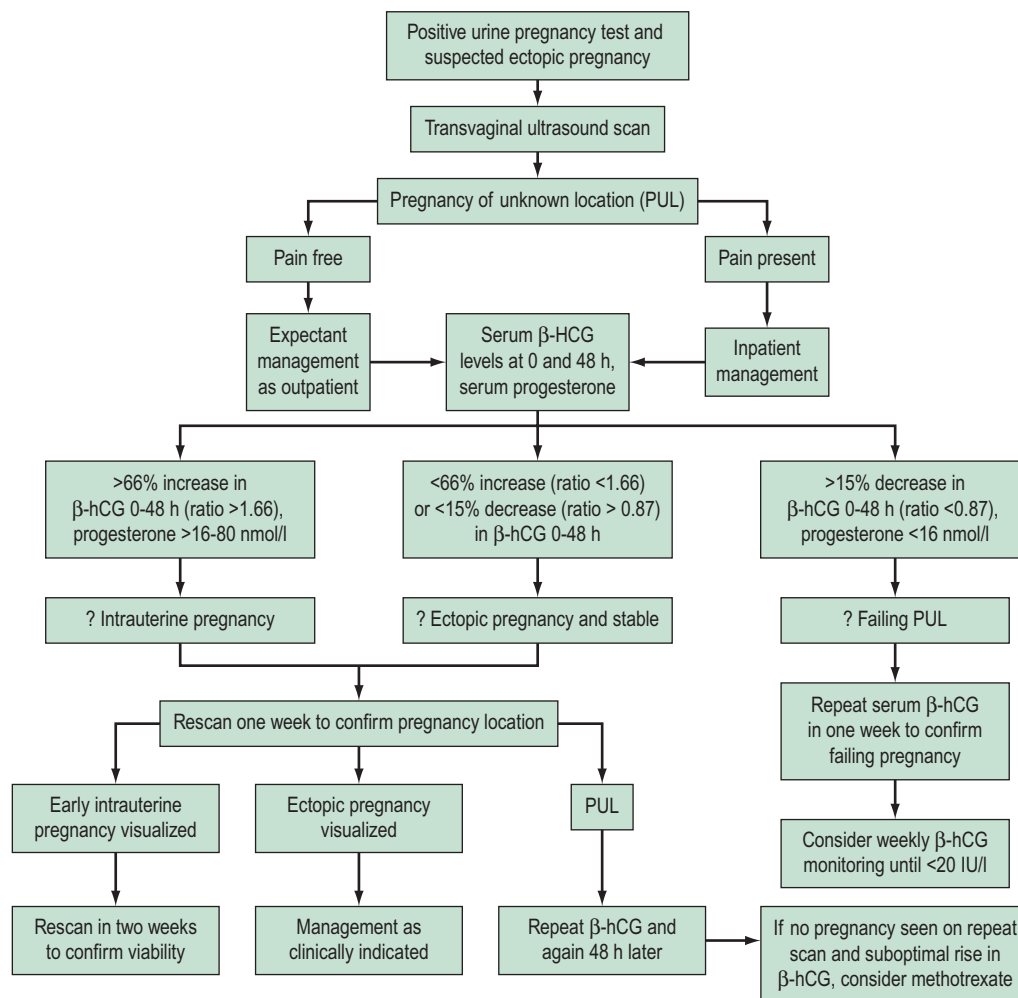 Positive urine pregnancy test and
suspected ectopic pregnancy
Transvaginal ultrasound scan
Pregnancy of unknown location (PUL)
Pain free
Pain present
Expectant
management
as outpatient
Serum β-HCG
levels at 0 and 48 h,
serum progesterone
Inpatient
management
>66% increase in
β-hCG 0-48 h (ratio >1.66),
progesterone >16-80 nmol/l
<66% increase (ratio <1.66)
or <15% decrease (ratio > 0.87)
in β-hCG 0-48 h
>15% decrease in
β-hCG 0-48 h (ratio <0.87),
progesterone <16 nmol/l
? Intrauterine pregnancy
? Ectopic pregnancy and stable
? Failing PUL
Rescan one week to confirm pregnancy location
Repeat serum β-hCG
in one week to confirm
failing pregnancy
Early intrauterine
pregnancy visualized
Ectopic pregnancy
visualized
PUL
Consider weekly β-hCG
monitoring until <20 IU/l
Rescan in two weeks
to confirm viability
Management as
clinically indicated
Repeat β-hCG and
again 48 h later
If no pregnancy seen on repeat
scan and suboptimal rise in
β-hCG, consider methotrexate